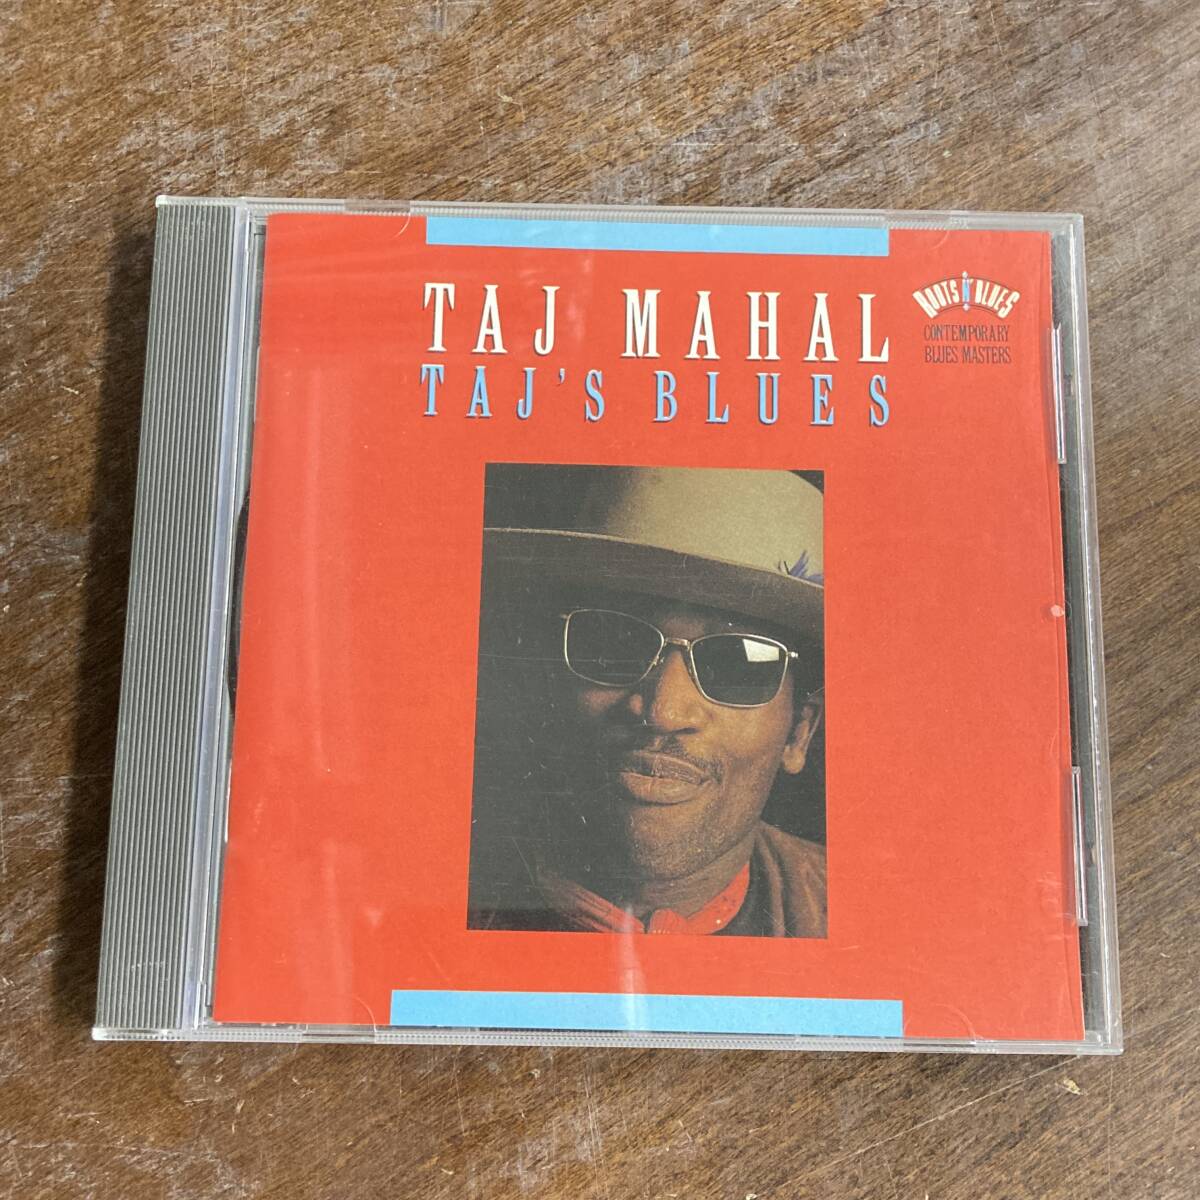 TAJ MAHAL
TAJ'S BLUES
ROOTS N' BLUES
CONTEMPORARY
BLUES MASTERS